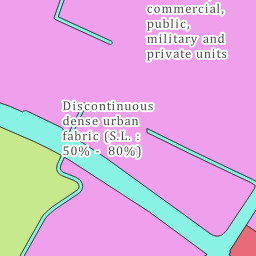 commercial,
public,
military and
private units
Discontinuous
dense urban
fabric (S.L. :
50% - 80%)